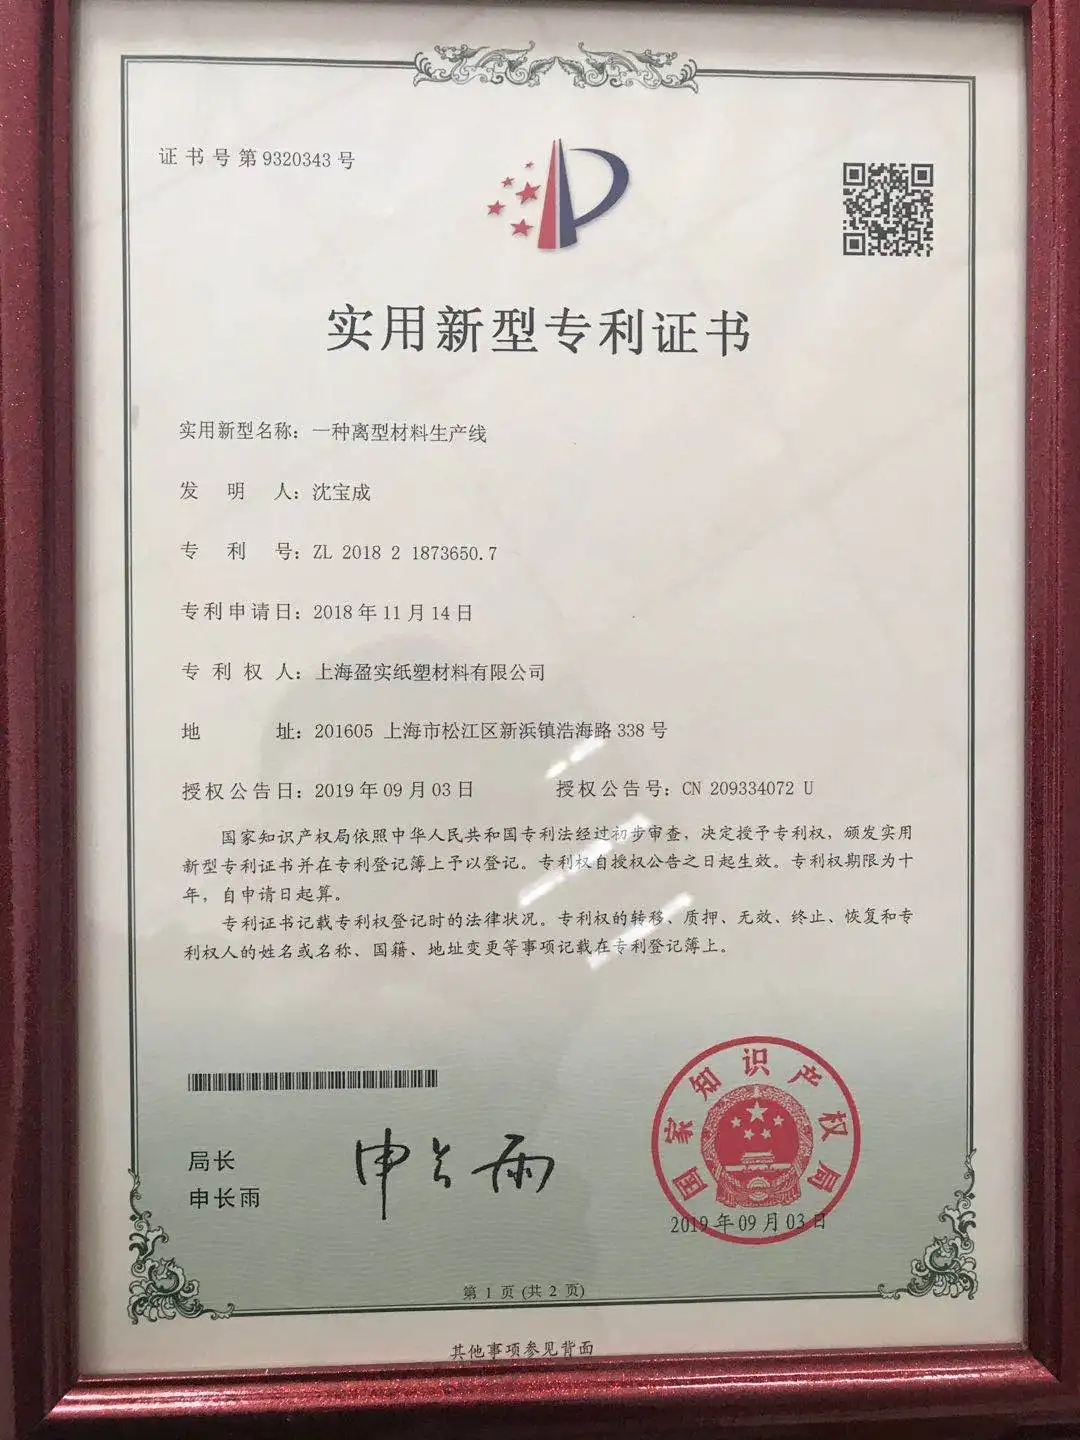 证书号第9320343号
实用新型专利证书
实用新型名称：一种离型材料生产线
发明人：沈宝成
专利号：ZL 2018 2 1873650.7
专利申请日：2018年11月14日
专利权人：上海盈实纸塑材料有限公司
地址：201605 上海市松江区新浜镇浩海路338号
授权公告日：2019年09月03日 授权公告号：CN 209334072 U
国家知识产权局依照中华人民共和国专利法经过初步审查，决定授予专利权，颁发实用
新型专利证书并在专利登记簿上予以登记。专利权自授权公告之日起生效。专利权期限为十
年，自申请日起算。
专利证书记载专利权登记时的法律状况。专利权的转移、质押、无效、终止、恢复和专
利权人的姓名或名称、国籍、地址变更等事项记载在专利登记簿上。
局长
申长雨
申长雨
国家知识产权局
2019年09月03日
第 1 页 (共 2 页)
其他事项参见背面